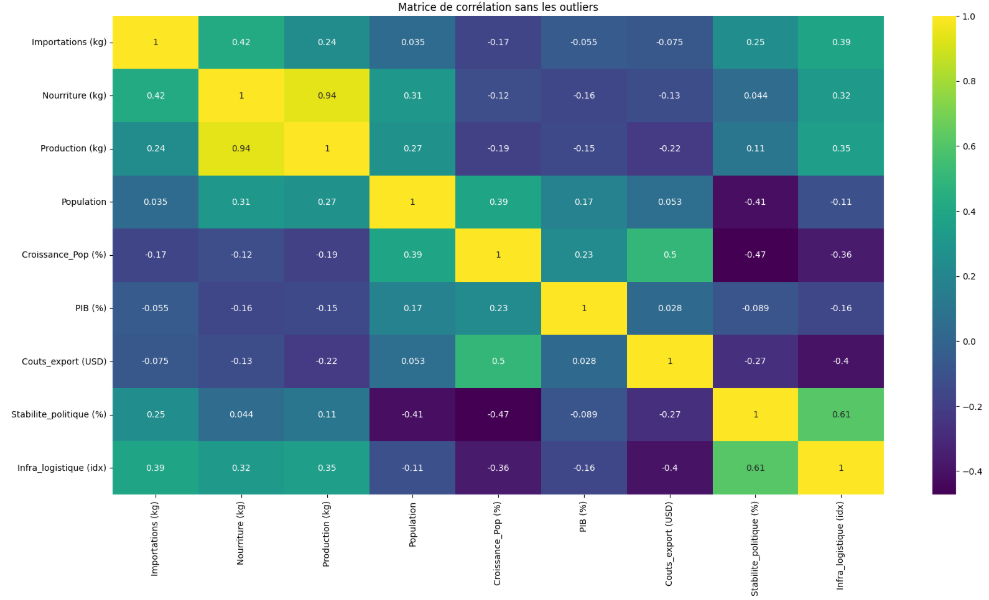 Matrice de corrélation sans les outliers
Importations (kg) 1 0.42 0.24 0.035 -0.17 -0.055 -0.075 0.25 0.39
Nourriture (kg) 0.42 1 0.94 0.31 -0.12 -0.16 -0.13 0.044 0.32
Production (kg) 0.24 0.94 1 0.27 -0.19 -0.15 -0.22 0.11 0.35
Population 0.035 0.31 0.27 1 0.39 0.17 0.053 -0.41 -0.11
Croissance_Pop (%) -0.17 -0.12 -0.19 0.39 1 0.23 0.5 -0.47 -0.36
PIB (%) -0.055 -0.16 -0.15 0.17 0.23 1 0.028 -0.089 -0.16
Couts_export (USD) -0.075 -0.13 -0.22 0.053 0.5 0.028 1 -0.27 -0.4
Stabilite_politique (%) 0.25 0.044 0.11 -0.41 -0.47 -0.089 -0.27 1 0.61
Infra_logistique (idx) 0.39 0.32 0.35 -0.11 -0.36 -0.16 -0.4 0.61 1
Importations (kg)
Nourriture (kg)
Production (kg)
Population
Croissance_Pop (%)
PIB (%)
Couts_export (USD)
Stabilite_politique (%)
Infra_logistique (idx)
1.0
0.8
0.6
0.4
0.2
0.0
−0.2
−0.4